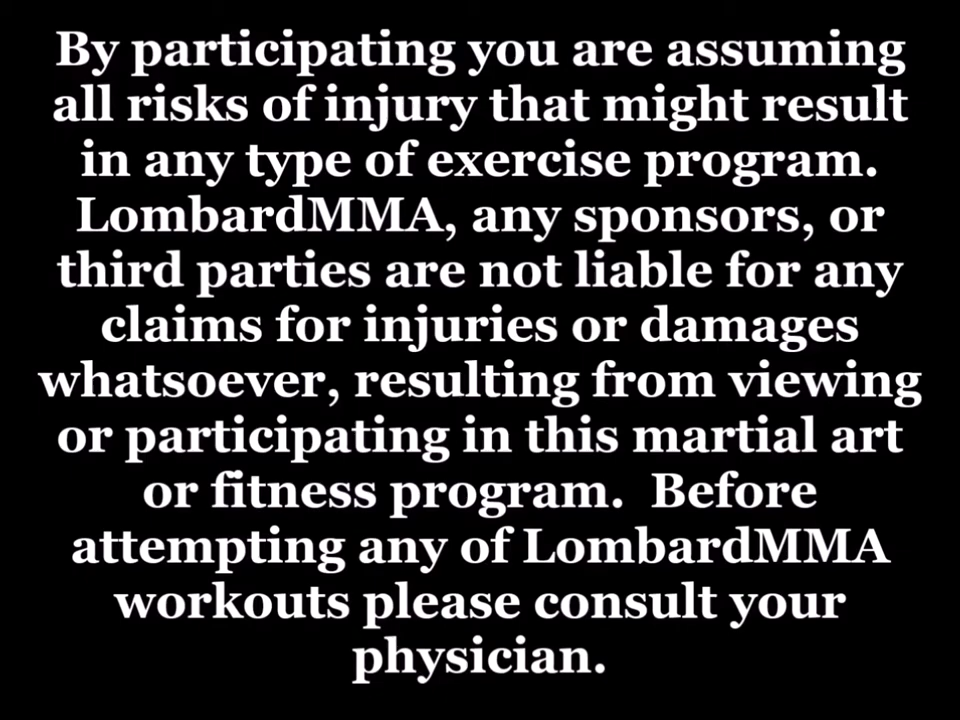 By participating you are assuming
all risks of injury that might result
in any type of exercise program.
LombardMMA, any sponsors, or
third parties are not liable for any
claims for injuries or damages
whatsoever, resulting from viewing
or participating in this martial art
or fitness program.  Before
attempting any of LombardMMA
workouts please consult your
physician.